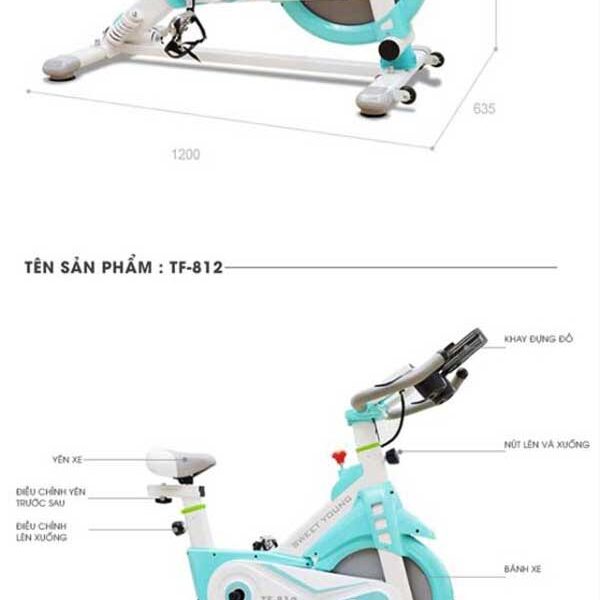 635
1200
TÊN SẢN PHẨM : TF-812
KHAY ĐỰNG ĐỒ
NÚT LÊN VÀ XUỐNG
YÊN XE
ĐIỀU CHỈNH YÊN
TRƯỚC SAU
ĐIỀU CHỈNH
LÊN XUỐNG
SWEET YOUNG
BÁNH XE
TF-812